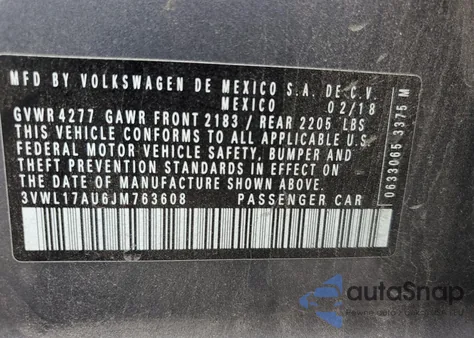 MFD BY VOLKSWAGEN DE MEXICO S.A. DE C.V.
MEXICO 02/18
GVWR 4277 GAWR FRONT 2183 / REAR 2205 LBS
THIS VEHICLE CONFORMS TO ALL APPLICABLE U.S.
FEDERAL MOTOR VEHICLE SAFETY, BUMPER AND
THEFT PREVENTION STANDARDS IN EFFECT ON
THE DATE OF MANUFACTURE SHOWN ABOVE.
3VWL17AU6JM763608 PASSENGER CAR
0633065 3375 M
autoSnap